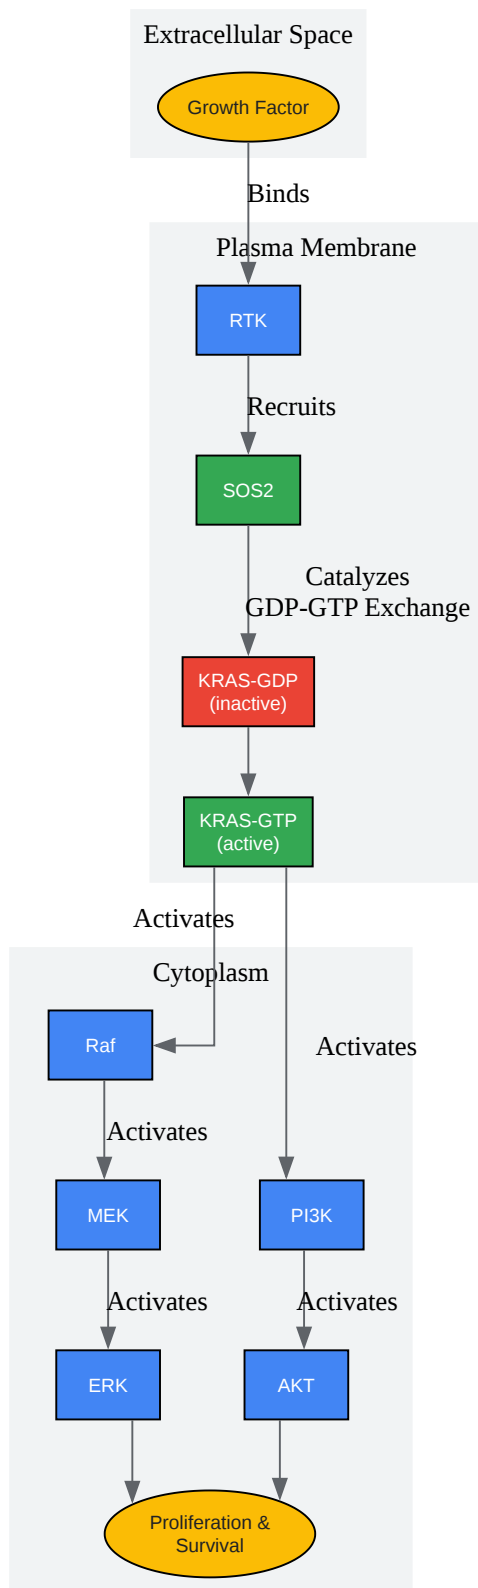 Extracellular Space
Growth Factor
Binds
Plasma Membrane
RTK
Recruits
SOS2
Catalyzes
GDP-GTP Exchange
KRAS-GDP
(inactive)
KRAS-GTP
(active)
Activates
Cytoplasm
Raf
Activates
Activates
MEK
PI3K
Activates
Activates
ERK
AKT
Proliferation &
Survival